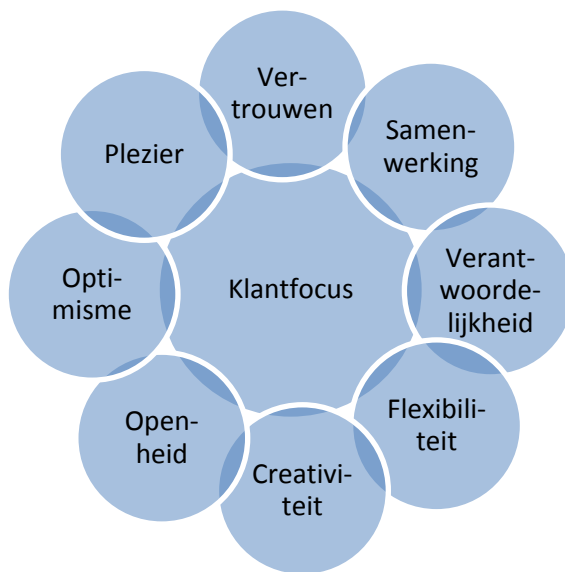 Ver-
trouwen
Samen-
werking
Verant-
woorde-
lijkheid
Flexibili-
teit
Creativi-
teit
Open-
heid
Opti-
misme
Plezier
Klantfocus